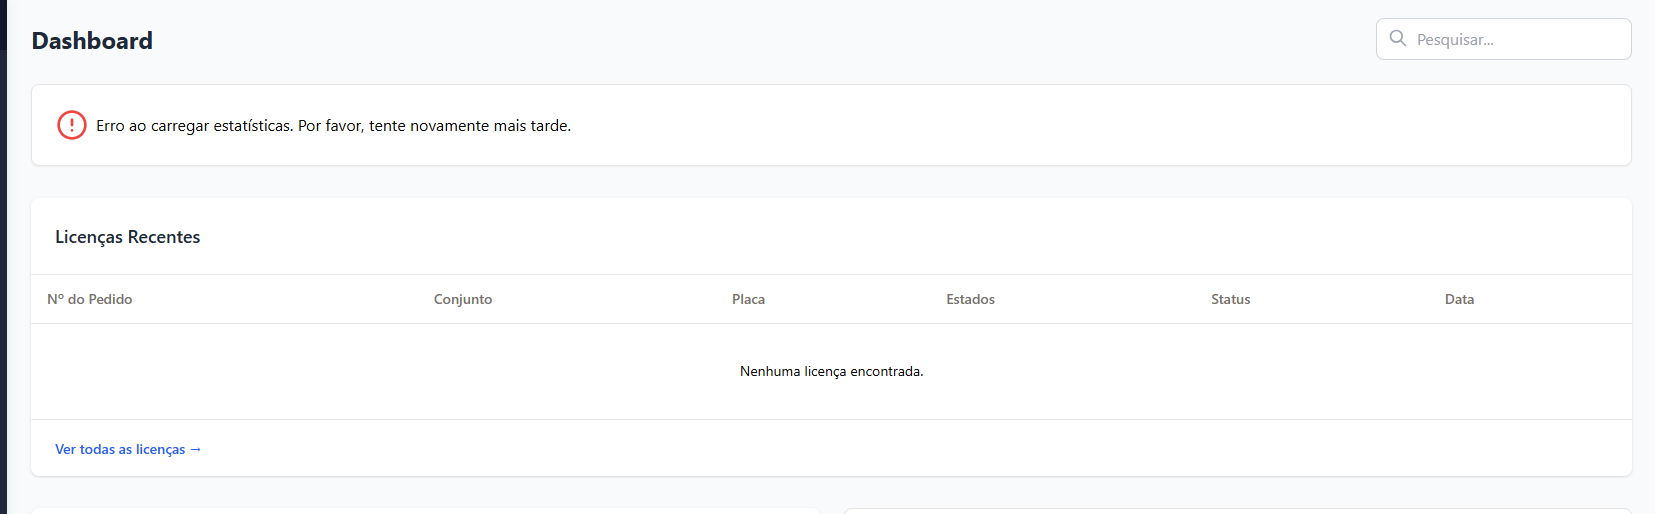 Dashboard
Pesquisar...
Erro ao carregar estatísticas. Por favor, tente novamente mais tarde.
Licenças Recentes
Nº do Pedido Conjunto Placa Estados Status Data
Nenhuma licença encontrada.
Ver todas as licenças →